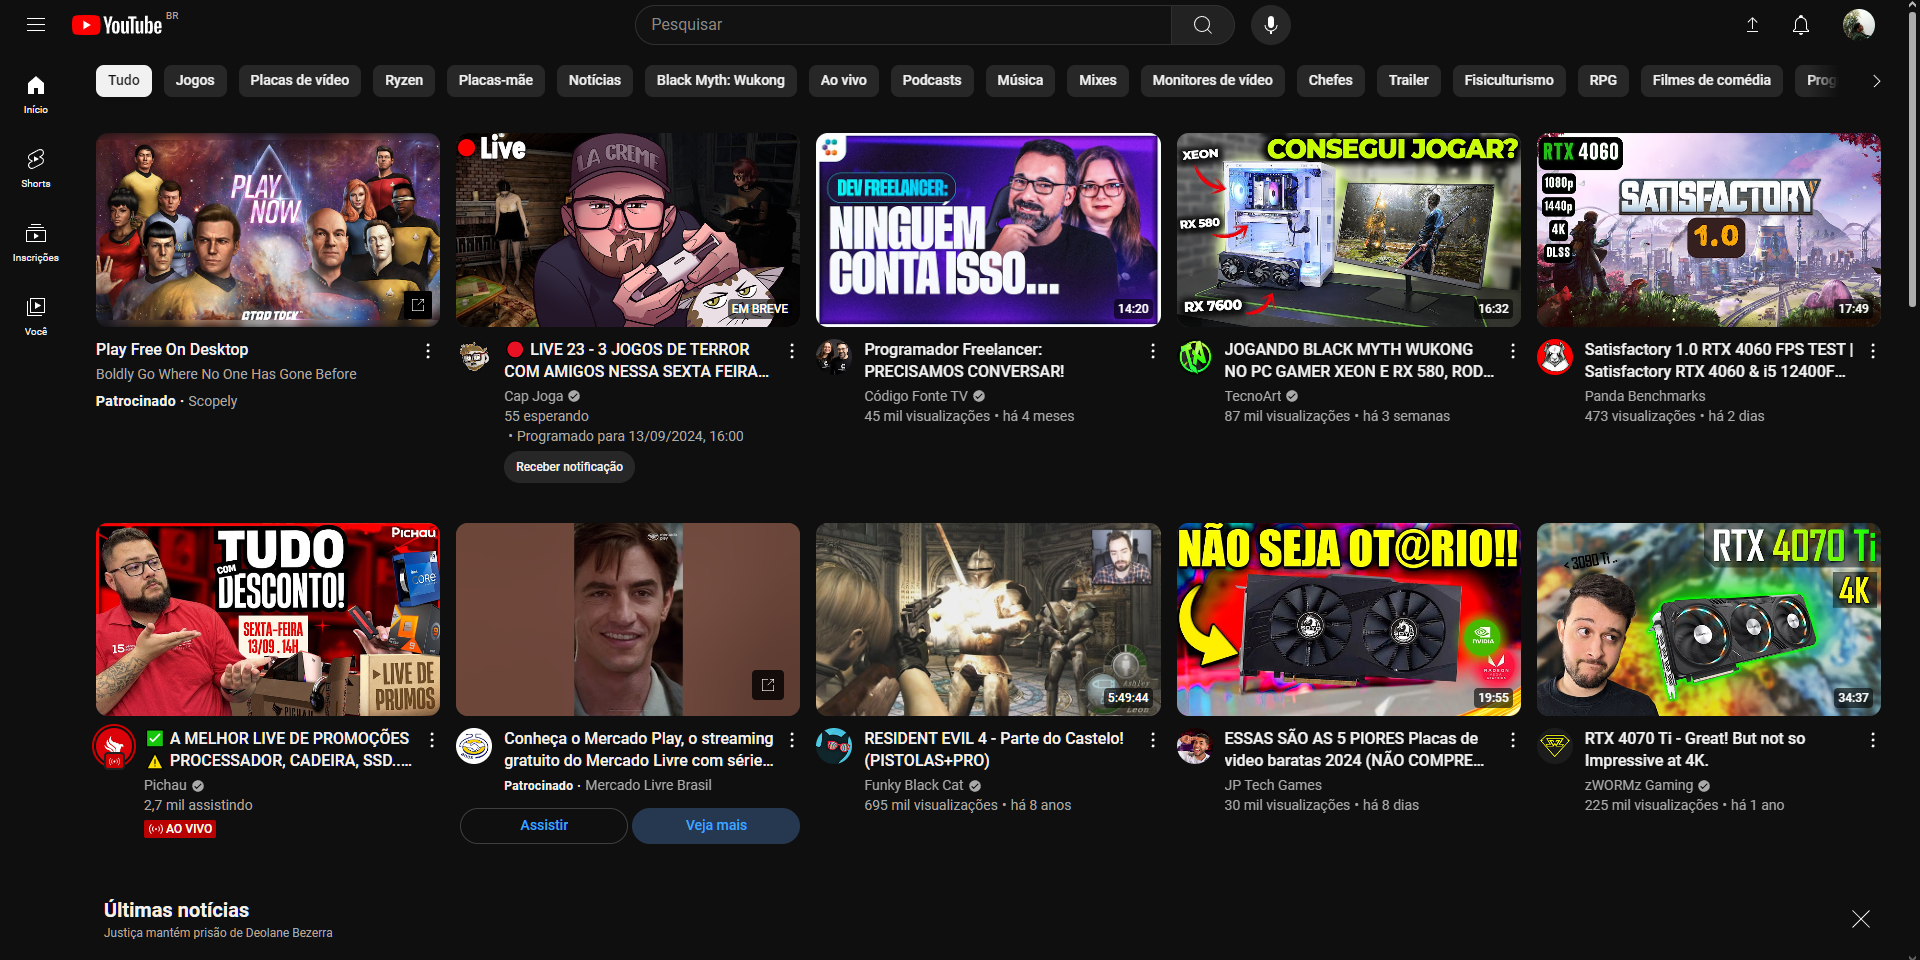 YouTube BR
Pesquisar
Tudo
Jogos
Placas de vídeo
Ryzen
Placas-mãe
Notícias
Black Myth: Wukong
Ao vivo
Podcasts
Música
Mixes
Monitores de vídeo
Chefes
Trailer
Fisiculturismo
RPG
Filmes de comédia
Prog
Início
Shorts
Inscrições
Você
PLAY
NOW
STAR TREK
Play Free On Desktop
Boldly Go Where No One Has Gone Before
Patrocinado · Scopely
Live
LA CREME
EM BREVE
LIVE 23 - 3 JOGOS DE TERROR
COM AMIGOS NESSA SEXTA FEIRA...
Cap Joga
55 esperando
• Programado para 13/09/2024, 16:00
Receber notificação
DEV FREELANCER:
NINGUÉM
CONTA ISSO...
14:20
Programador Freelancer:
PRECISAMOS CONVERSAR!
Código Fonte TV
45 mil visualizações • há 4 meses
CONSEGUI JOGAR?
XEON
RX 580
RX 7600
16:32
JOGANDO BLACK MYTH WUKONG
NO PC GAMER XEON E RX 580, ROD...
TecnoArt
87 mil visualizações • há 3 semanas
RTX 4060
1080p
1440p
4K
DLSS
SATISFACTORY
1.0
17:49
Satisfactory 1.0 RTX 4060 FPS TEST |
Satisfactory RTX 4060 & i5 12400F...
Panda Benchmarks
473 visualizações • há 2 dias
PICHAU
TUDO
COM
DESCONTO!
SEXTA-FEIRA
13/09 . 14H
15
CORE
PICHAU
LIVE DE
PRUMOS
✅ A MELHOR LIVE DE PROMOÇÕES
⚠️ PROCESSADOR, CADEIRA, SSD.…
Pichau
2,7 mil assistindo
AO VIVO
Conheça o Mercado Play, o streaming
gratuito do Mercado Livre com série...
Patrocinado · Mercado Livre Brasil
Assistir
Veja mais
Ashley
Leon
5:49:44
RESIDENT EVIL 4 - Parte do Castelo!
(PISTOLAS+PRO)
Funky Black Cat
695 mil visualizações • há 8 anos
NÃO SEJA OT@RIO!!
NVIDIA
RADEON
19:55
ESSAS SÃO AS 5 PIORES Placas de
video baratas 2024 (NÃO COMPRE...
JP Tech Games
30 mil visualizações • há 8 dias
RTX 4070 Ti
< 3090 Ti..
4K
34:37
RTX 4070 Ti - Great! But not so
Impressive at 4K.
zWORMz Gaming
225 mil visualizações • há 1 ano
Últimas notícias
Justiça mantém prisão de Deolane Bezerra